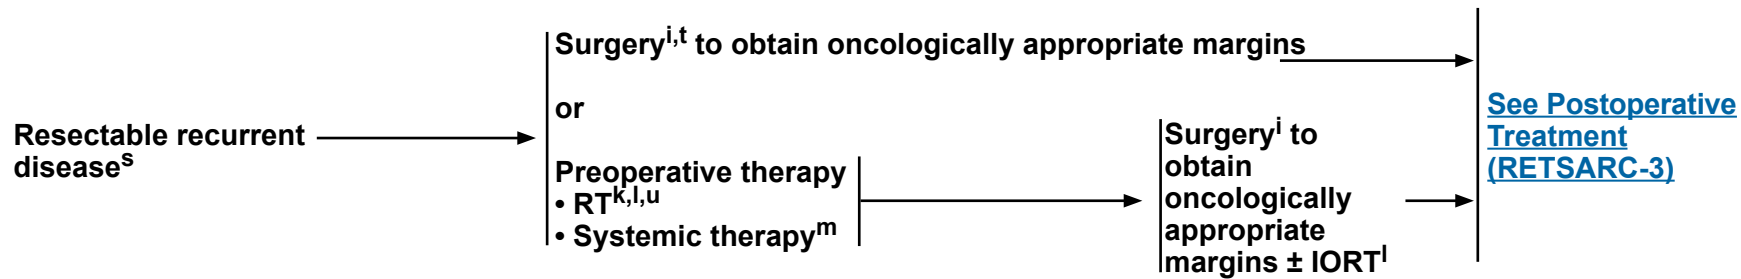 Resectable recurrent
disease^s
Surgery^i,t to obtain oncologically appropriate margins
or
Preoperative therapy
• RT^k,l,u
• Systemic therapy^m
Surgery^i to
obtain
oncologically
appropriate
margins ± IORT^l
See Postoperative
Treatment
(RETSARC-3)